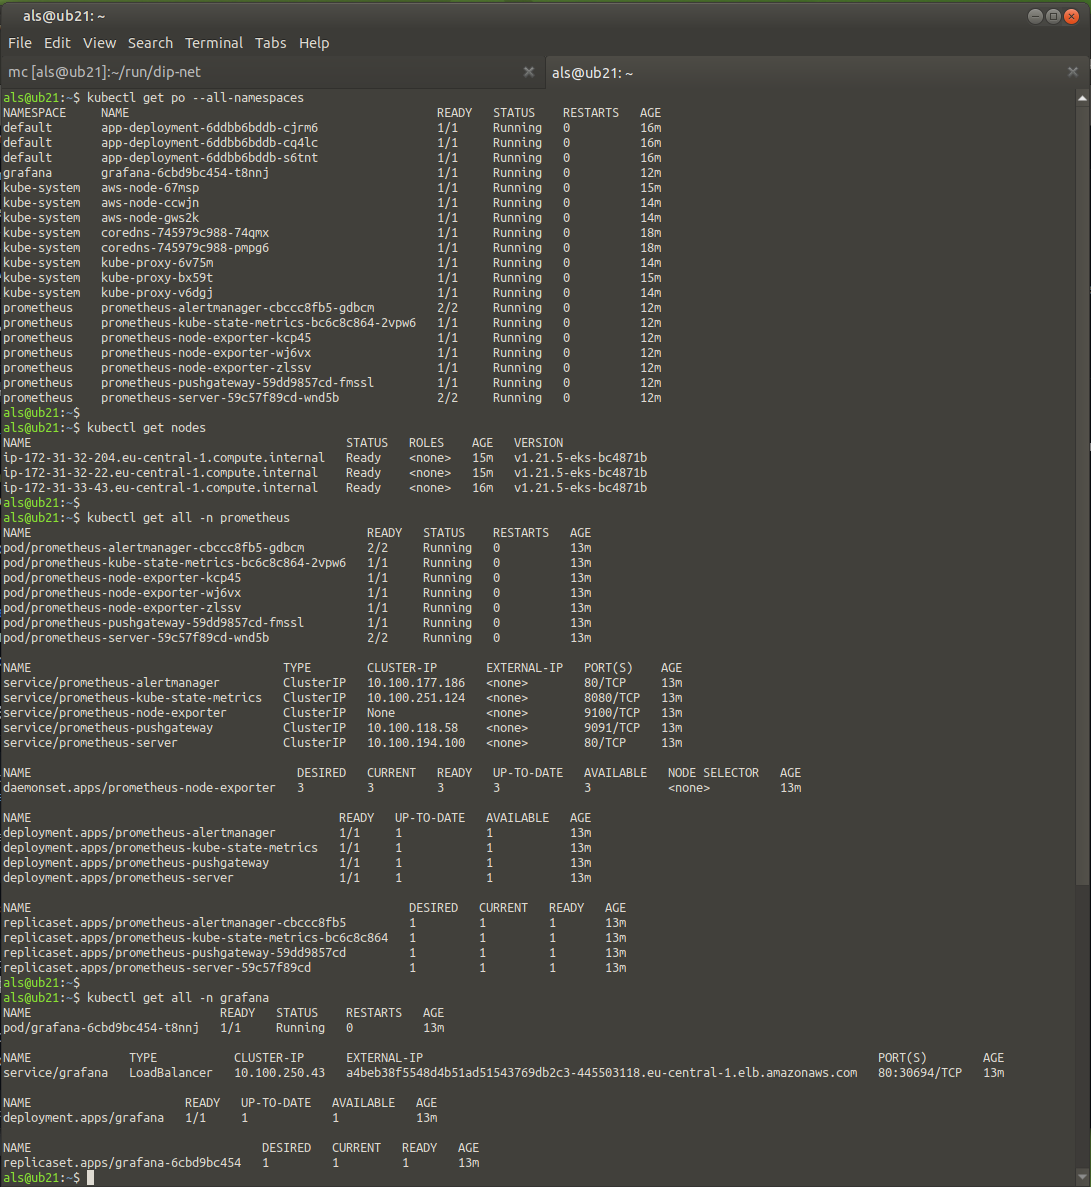 als@ub21: ~
File Edit View Search Terminal Tabs Help
mc [als@ub21]:~/run/dip-net × als@ub21: ~ ×
als@ub21:~$ kubectl get po --all-namespaces
NAMESPACE NAME READY STATUS RESTARTS AGE
default app-deployment-6ddbb6bddb-cjrm6 1/1 Running 0 16m
default app-deployment-6ddbb6bddb-cq4lc 1/1 Running 0 16m
default app-deployment-6ddbb6bddb-s6tnt 1/1 Running 0 16m
grafana grafana-6cbd9bc454-t8nnj 1/1 Running 0 12m
kube-system aws-node-67msp 1/1 Running 0 15m
kube-system aws-node-ccwjn 1/1 Running 0 14m
kube-system aws-node-gws2k 1/1 Running 0 14m
kube-system coredns-745979c988-74qmx 1/1 Running 0 18m
kube-system coredns-745979c988-pmpg6 1/1 Running 0 18m
kube-system kube-proxy-6v75m 1/1 Running 0 14m
kube-system kube-proxy-bx59t 1/1 Running 0 15m
kube-system kube-proxy-v6dgj 1/1 Running 0 14m
prometheus prometheus-alertmanager-cbccc8fb5-gdbcm 2/2 Running 0 12m
prometheus prometheus-kube-state-metrics-bc6c8c864-2vpw6 1/1 Running 0 12m
prometheus prometheus-node-exporter-kcp45 1/1 Running 0 12m
prometheus prometheus-node-exporter-wj6vx 1/1 Running 0 12m
prometheus prometheus-node-exporter-zlssv 1/1 Running 0 12m
prometheus prometheus-pushgateway-59dd9857cd-fmssl 1/1 Running 0 12m
prometheus prometheus-server-59c57f89cd-wnd5b 2/2 Running 0 12m
als@ub21:~$
als@ub21:~$ kubectl get nodes
NAME STATUS ROLES AGE VERSION
ip-172-31-32-204.eu-central-1.compute.internal Ready <none> 15m v1.21.5-eks-bc4871b
ip-172-31-32-22.eu-central-1.compute.internal Ready <none> 15m v1.21.5-eks-bc4871b
ip-172-31-33-43.eu-central-1.compute.internal Ready <none> 16m v1.21.5-eks-bc4871b
als@ub21:~$
als@ub21:~$ kubectl get all -n prometheus
NAME READY STATUS RESTARTS AGE
pod/prometheus-alertmanager-cbccc8fb5-gdbcm 2/2 Running 0 13m
pod/prometheus-kube-state-metrics-bc6c8c864-2vpw6 1/1 Running 0 13m
pod/prometheus-node-exporter-kcp45 1/1 Running 0 13m
pod/prometheus-node-exporter-wj6vx 1/1 Running 0 13m
pod/prometheus-node-exporter-zlssv 1/1 Running 0 13m
pod/prometheus-pushgateway-59dd9857cd-fmssl 1/1 Running 0 13m
pod/prometheus-server-59c57f89cd-wnd5b 2/2 Running 0 13m
NAME TYPE CLUSTER-IP EXTERNAL-IP PORT(S) AGE
service/prometheus-alertmanager ClusterIP 10.100.177.186 <none> 80/TCP 13m
service/prometheus-kube-state-metrics ClusterIP 10.100.251.124 <none> 8080/TCP 13m
service/prometheus-node-exporter ClusterIP None <none> 9100/TCP 13m
service/prometheus-pushgateway ClusterIP 10.100.118.58 <none> 9091/TCP 13m
service/prometheus-server ClusterIP 10.100.194.100 <none> 80/TCP 13m
NAME DESIRED CURRENT READY UP-TO-DATE AVAILABLE NODE SELECTOR AGE
daemonset.apps/prometheus-node-exporter 3 3 3 3 3 <none> 13m
NAME READY UP-TO-DATE AVAILABLE AGE
deployment.apps/prometheus-alertmanager 1/1 1 1 13m
deployment.apps/prometheus-kube-state-metrics 1/1 1 1 13m
deployment.apps/prometheus-pushgateway 1/1 1 1 13m
deployment.apps/prometheus-server 1/1 1 1 13m
NAME DESIRED CURRENT READY AGE
replicaset.apps/prometheus-alertmanager-cbccc8fb5 1 1 1 13m
replicaset.apps/prometheus-kube-state-metrics-bc6c8c864 1 1 1 13m
replicaset.apps/prometheus-pushgateway-59dd9857cd 1 1 1 13m
replicaset.apps/prometheus-server-59c57f89cd 1 1 1 13m
als@ub21:~$
als@ub21:~$ kubectl get all -n grafana
NAME READY STATUS RESTARTS AGE
pod/grafana-6cbd9bc454-t8nnj 1/1 Running 0 13m
NAME TYPE CLUSTER-IP EXTERNAL-IP PORT(S) AGE
service/grafana LoadBalancer 10.100.250.43 a4beb38f5548d4b51ad51543769db2c3-445503118.eu-central-1.elb.amazonaws.com 80:30694/TCP 13m
NAME READY UP-TO-DATE AVAILABLE AGE
deployment.apps/grafana 1/1 1 1 13m
NAME DESIRED CURRENT READY AGE
replicaset.apps/grafana-6cbd9bc454 1 1 1 13m
als@ub21:~$